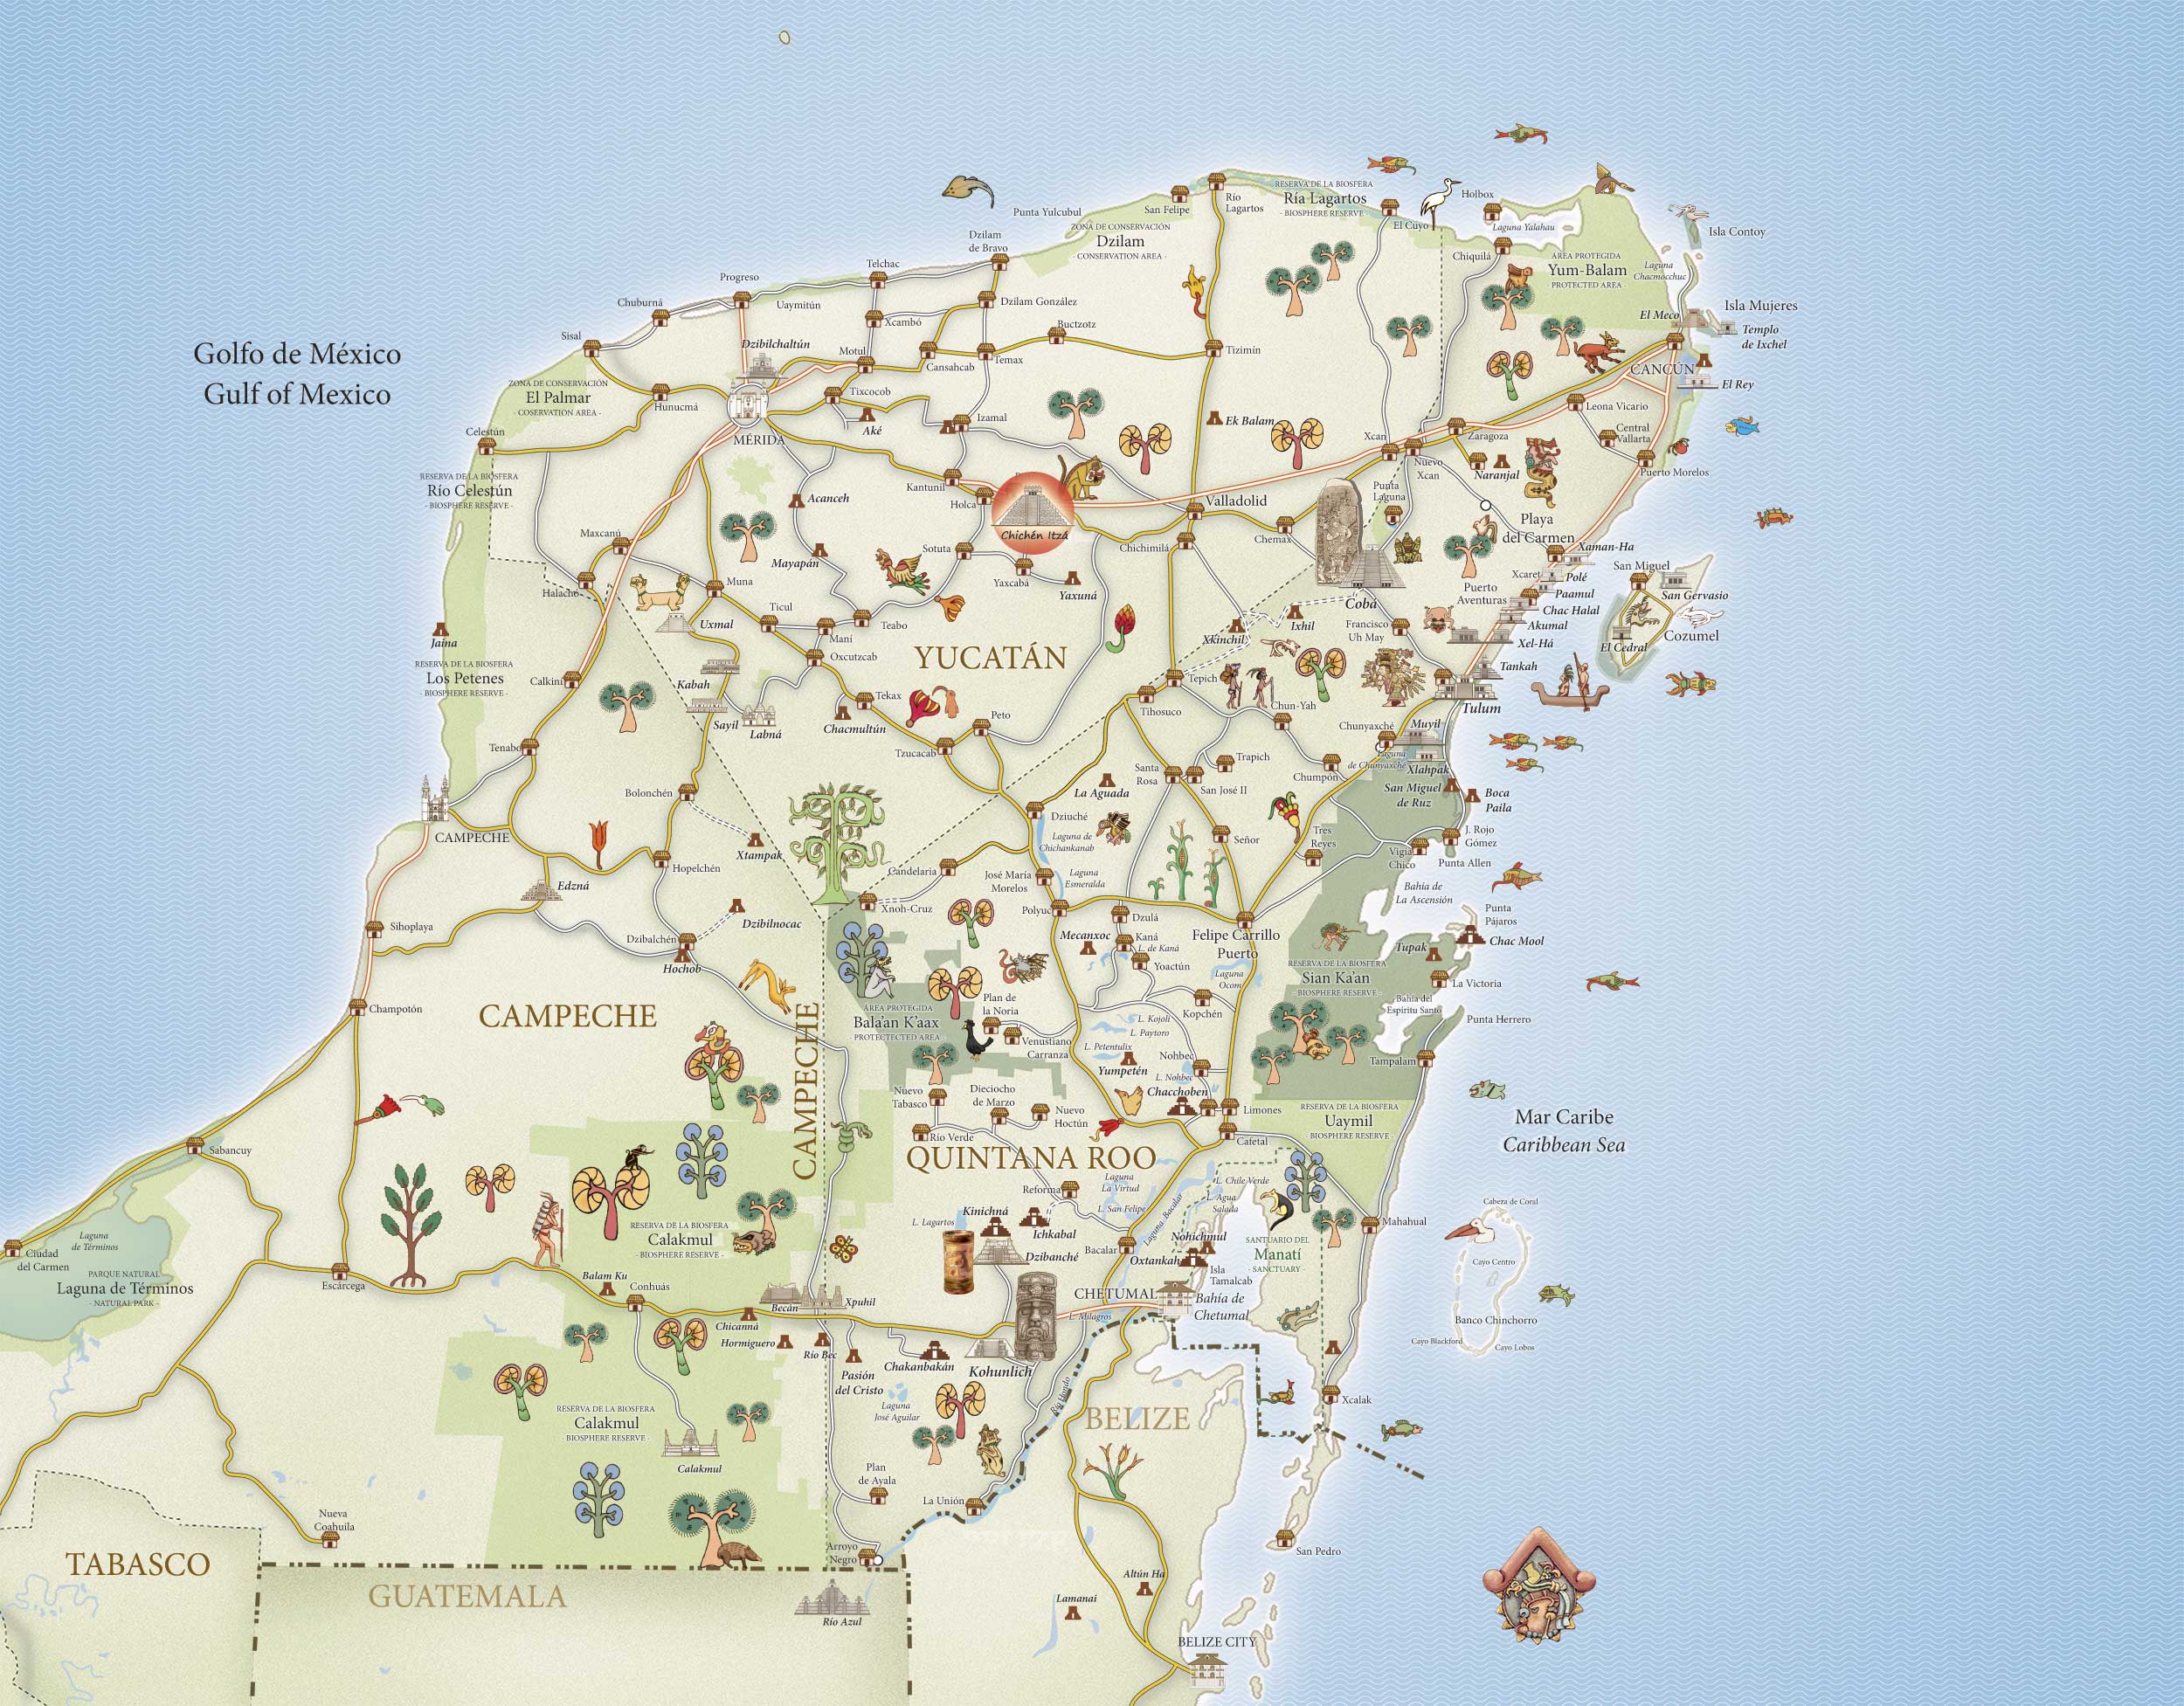 Golfo de México
Gulf of Mexico
Punta Yulcubul
San Felipe
Río
Lagartos
RESERVA DE LA BIOSFERA
Ría Lagartos
- BIOSPHERE RESERVE -
El Cuyo
Holbox
Laguna Yalahau
Chiquilá
ÁREA PROTEGIDA
Yum-Balam
PROTECTED AREA
Laguna
Chacmocchuc
Isla Contoy
Isla Mujeres
El Meco
Templo
de Ixchel
CANCÚN
El Rey
ZONA DE CONSERVACIÓN
Dzilam
- CONSERVATION AREA -
Dzilam
de Bravo
Telchac
Progreso
Uaymitún
Chuburná
Sisal
Xcambó
Dzilam González
Buctzotz
Dzibilchaltún
Motul
Cansahcab
Temax
Tizimín
ZONA DE CONSERVACIÓN
El Palmar
- COSERVATION AREA -
Hunucmá
Tixcocob
Aké
Izamal
Ek Balam
Leona Vicario
Central
Vallarta
Xcan
Zaragoza
Nuevo
Xcan
Naranjal
Puerto Morelos
Celestún
MÉRIDA
RESERVA DE LA BIOSFERA
Río Celestún
- BIOSPHERE RESERVE -
Acanceh
Kantunil
Holca
Chichén Itzá
Valladolid
Punta
Laguna
Playa
del Carmen
Maxcanú
Mayapán
Sotuta
Chichimilá
Chemax
Xaman-Ha
Halachó
Muna
Yaxcabá
Yaxuná
Xcaret
Polé
San Miguel
San Gervasio
Puerto
Aventuras
Paamul
Chac Halal
Akumal
Xel-Há
Cozumel
El Cedral
Jaina
Uxmal
Ticul
Maní
Teabo
Oxcutzcab
YUCATÁN
Xkinchil
Ixhil
Cobá
Francisco
Uh May
Tankah
RESERVA DE LA BIOSFERA
Los Petenes
- BIOSPHERE RESERVE -
Calkini
Kabah
Sayil
Labná
Tekax
Chacmultún
Peto
Tzucacab
Tepich
Tihosuco
Chun-Yah
Tulum
Chunyaxché
Muyil
Laguna
de Chunyaxché
Xlahpak
Tenabo
Bolonchén
Trapich
Chumpón
Santa
Rosa
San José II
La Aguada
San Miguel
de Ruz
Boca
Paila
CAMPECHE
Xtampak
Dziuché
Laguna de
Chichankanab
Señor
Tres
Reyes
J. Rojo
Gómez
Vigía
Chico
Punta Allen
Hopelchén
Edzná
Candelaria
José María
Morelos
Laguna
Esmeralda
Bahía de
La Ascensión
Sihoplaya
Dzibilnocac
Xnoh-Cruz
Polyuc
Dzulá
Felipe Carrillo
Puerto
Punta
Pájaros
Chac Mool
Dzibalchén
Hochob
Mecanxoc
Kaná
L. de Kaná
Yoactún
Tupak
RESERVA DE LA BIOSFERA
Sian Ka'an
- BIOSPHERE RESERVE -
Laguna
Ocom
La Victoria
Champotón
CAMPECHE
CAMPECHE
ÁREA PROTEGIDA
Bala'an K'aax
- PROTECTECTED AREA -
Plan de
la Noria
Kopchén
Bahía del
Espíritu Santo
Punta Herrero
Venustiano
Carranza
L. Kojoli
L. Paytoro
L. Petentulix
Yumpetén
Nohbec
L. Nohbec
Tampalam
Chacchoben
Nuevo
Tabasco
Dieciocho
de Marzo
Nuevo
Hoctún
Limones
RESERVA DE LA BIOSFERA
Uaymil
BIOSPHERE RESERVE
Mar Caribe
Caribbean Sea
Río Verde
Cafetal
QUINTANA ROO
Sabancuy
Reforma
Laguna
La Virtud
L. San Felipe
Laguna Bacalar
L. Chile Verde
L. Agua
Salada
L. Lagartos
Kinichná
Ichkabal
Dzibanché
Bacalar
Nohichmul
Oxtankah
Isla
Tamalcab
SANTUARIO DEL
Manatí
- SANCTUARY -
Mahahual
Cabeza de Coral
Cayo Centro
Banco Chinchorro
Cayo Blackford
Cayo Lobos
RESERVA DE LA BIOSFERA
Calakmul
- BIOSPHERE RESERVE -
Laguna
de Términos
Ciudad
del Carmen
PARQUE NATURAL
Laguna de Términos
- NATURAL PARK -
Escárcega
Balam Ku
Conhuás
Becán
Xpuhil
Chicanná
Hormiguero
Río Bec
Pasión
del Cristo
Chakanbakán
Kohunlich
CHETUMAL
L. Milagros
Bahía de
Chetumal
Laguna
José Aguilar
Río Hondo
BELIZE
Xcalak
RESERVA DE LA BIOSFERA
Calakmul
- BIOSPHERE RESERVE -
Calakmul
Plan
de Ayala
La Unión
Nueva
Coahuila
Arroyo
Negro
San Pedro
TABASCO
GUATEMALA
Río Azul
Altún Ha
Lamanai
BELIZE CITY